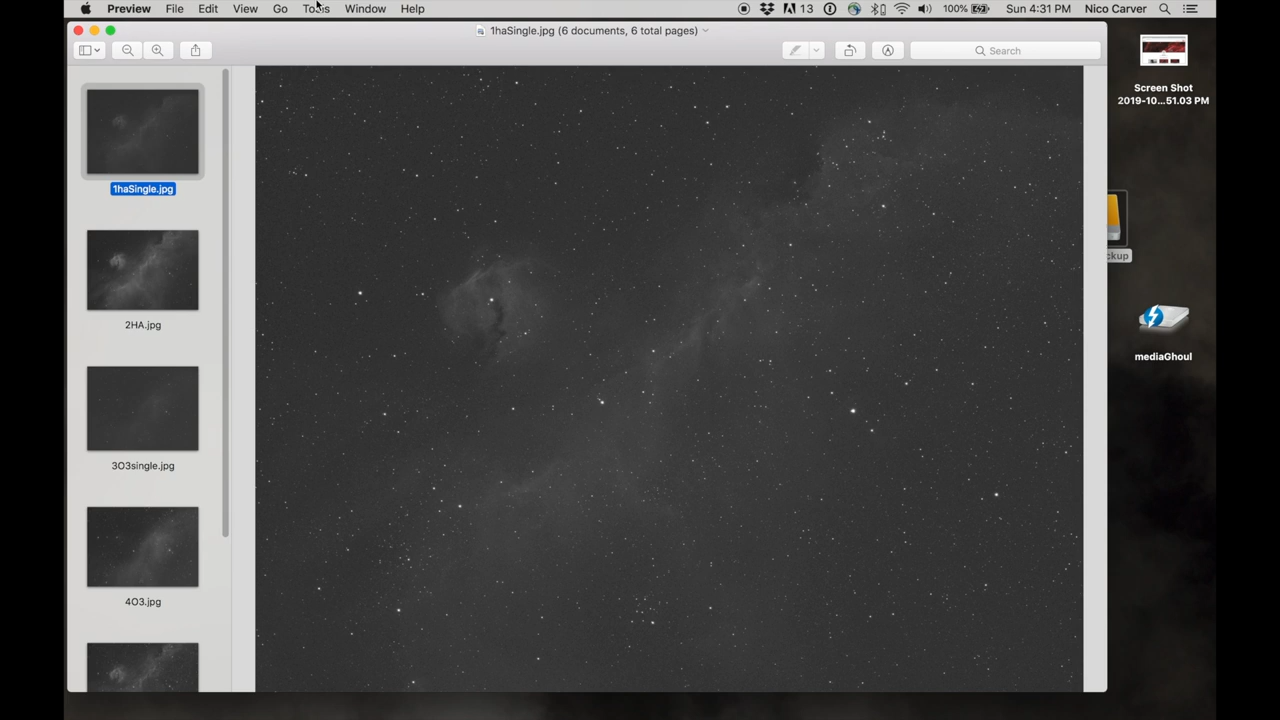 Preview File Edit View Go Tools Window Help 13 100% Sun 4:31 PM Nico Carver
1haSingle.jpg (6 documents, 6 total pages)
Search
1haSingle.jpg
2HA.jpg
3O3single.jpg
4O3.jpg
Screen Shot
2019-10...51.03 PM
ckup
mediaGhoul